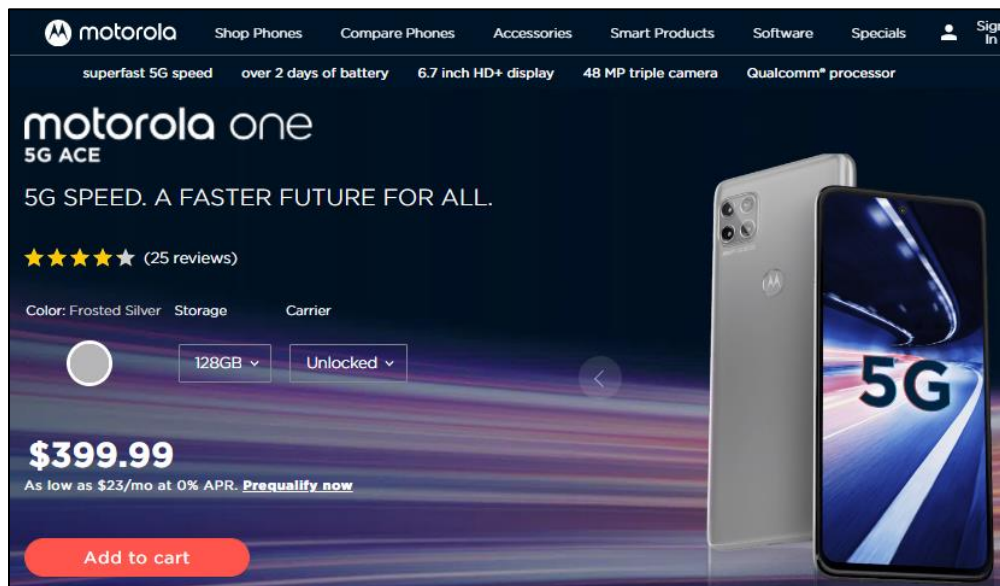 motorola Shop Phones Compare Phones Accessories Smart Products Software Specials Sign In
superfast 5G speed over 2 days of battery 6.7 inch HD+ display 48 MP triple camera Qualcomm® processor
motorola one
5G ACE
5G SPEED. A FASTER FUTURE FOR ALL.
(25 reviews)
Color: Frosted Silver Storage Carrier
128GB Unlocked
5G
$399.99
As low as $23/mo at 0% APR. Prequalify now
Add to cart